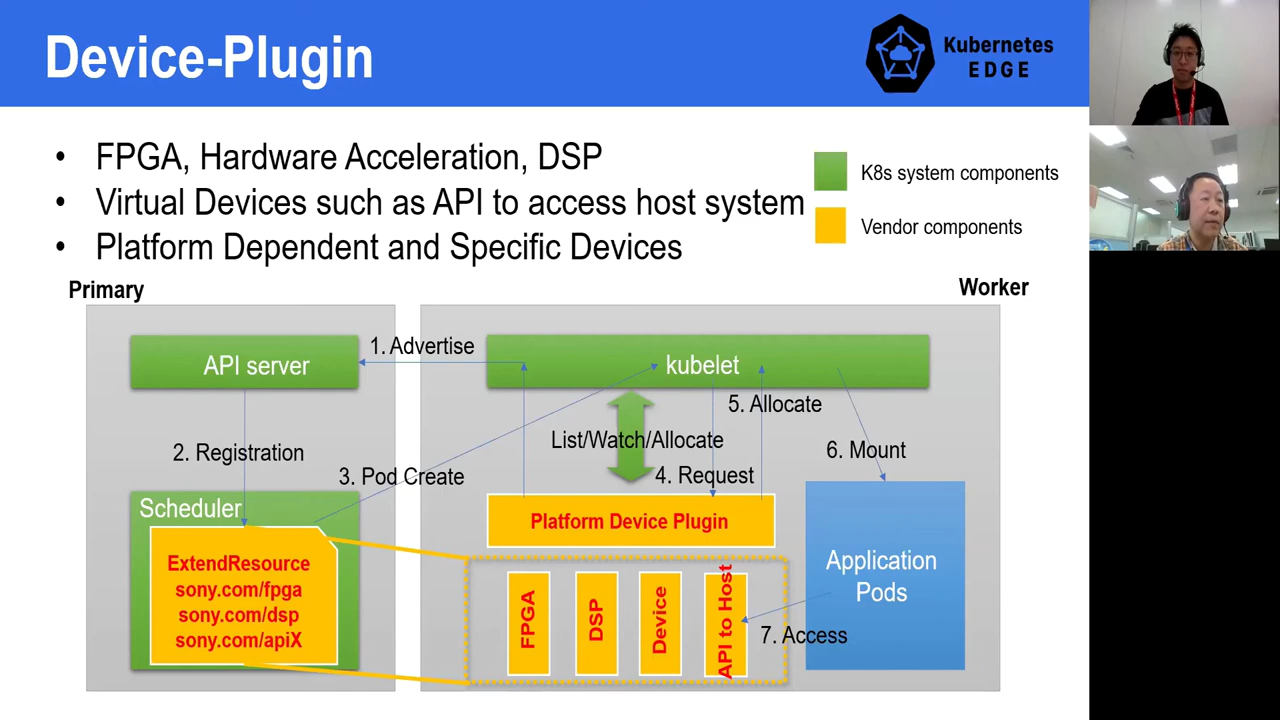 Device-Plugin
Kubernetes
EDGE
• FPGA, Hardware Acceleration, DSP
• Virtual Devices such as API to access host system
• Platform Dependent and Specific Devices
K8s system components
Vendor components
Primary
Worker
API server
1. Advertise
kubelet
5. Allocate
List/Watch/Allocate
2. Registration
6. Mount
3. Pod Create
4. Request
Scheduler
Platform Device Plugin
ExtendResource
sony.com/fpga
sony.com/dsp
sony.com/apiX
FPGA
DSP
Device
API to Host
Application
Pods
7. Access